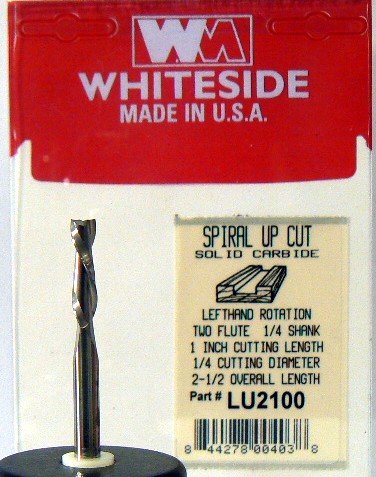 WM
WHITESIDE
MADE IN U.S.A.
SPIRAL UP CUT
SOLID CARBIDE
LEFTHAND ROTATION
TWO FLUTE 1/4 SHANK
1 INCH CUTTING LENGTH
1/4 CUTTING DIAMETER
2-1/2 OVERALL LENGTH
Part # LU2100
8 44278 00403 8